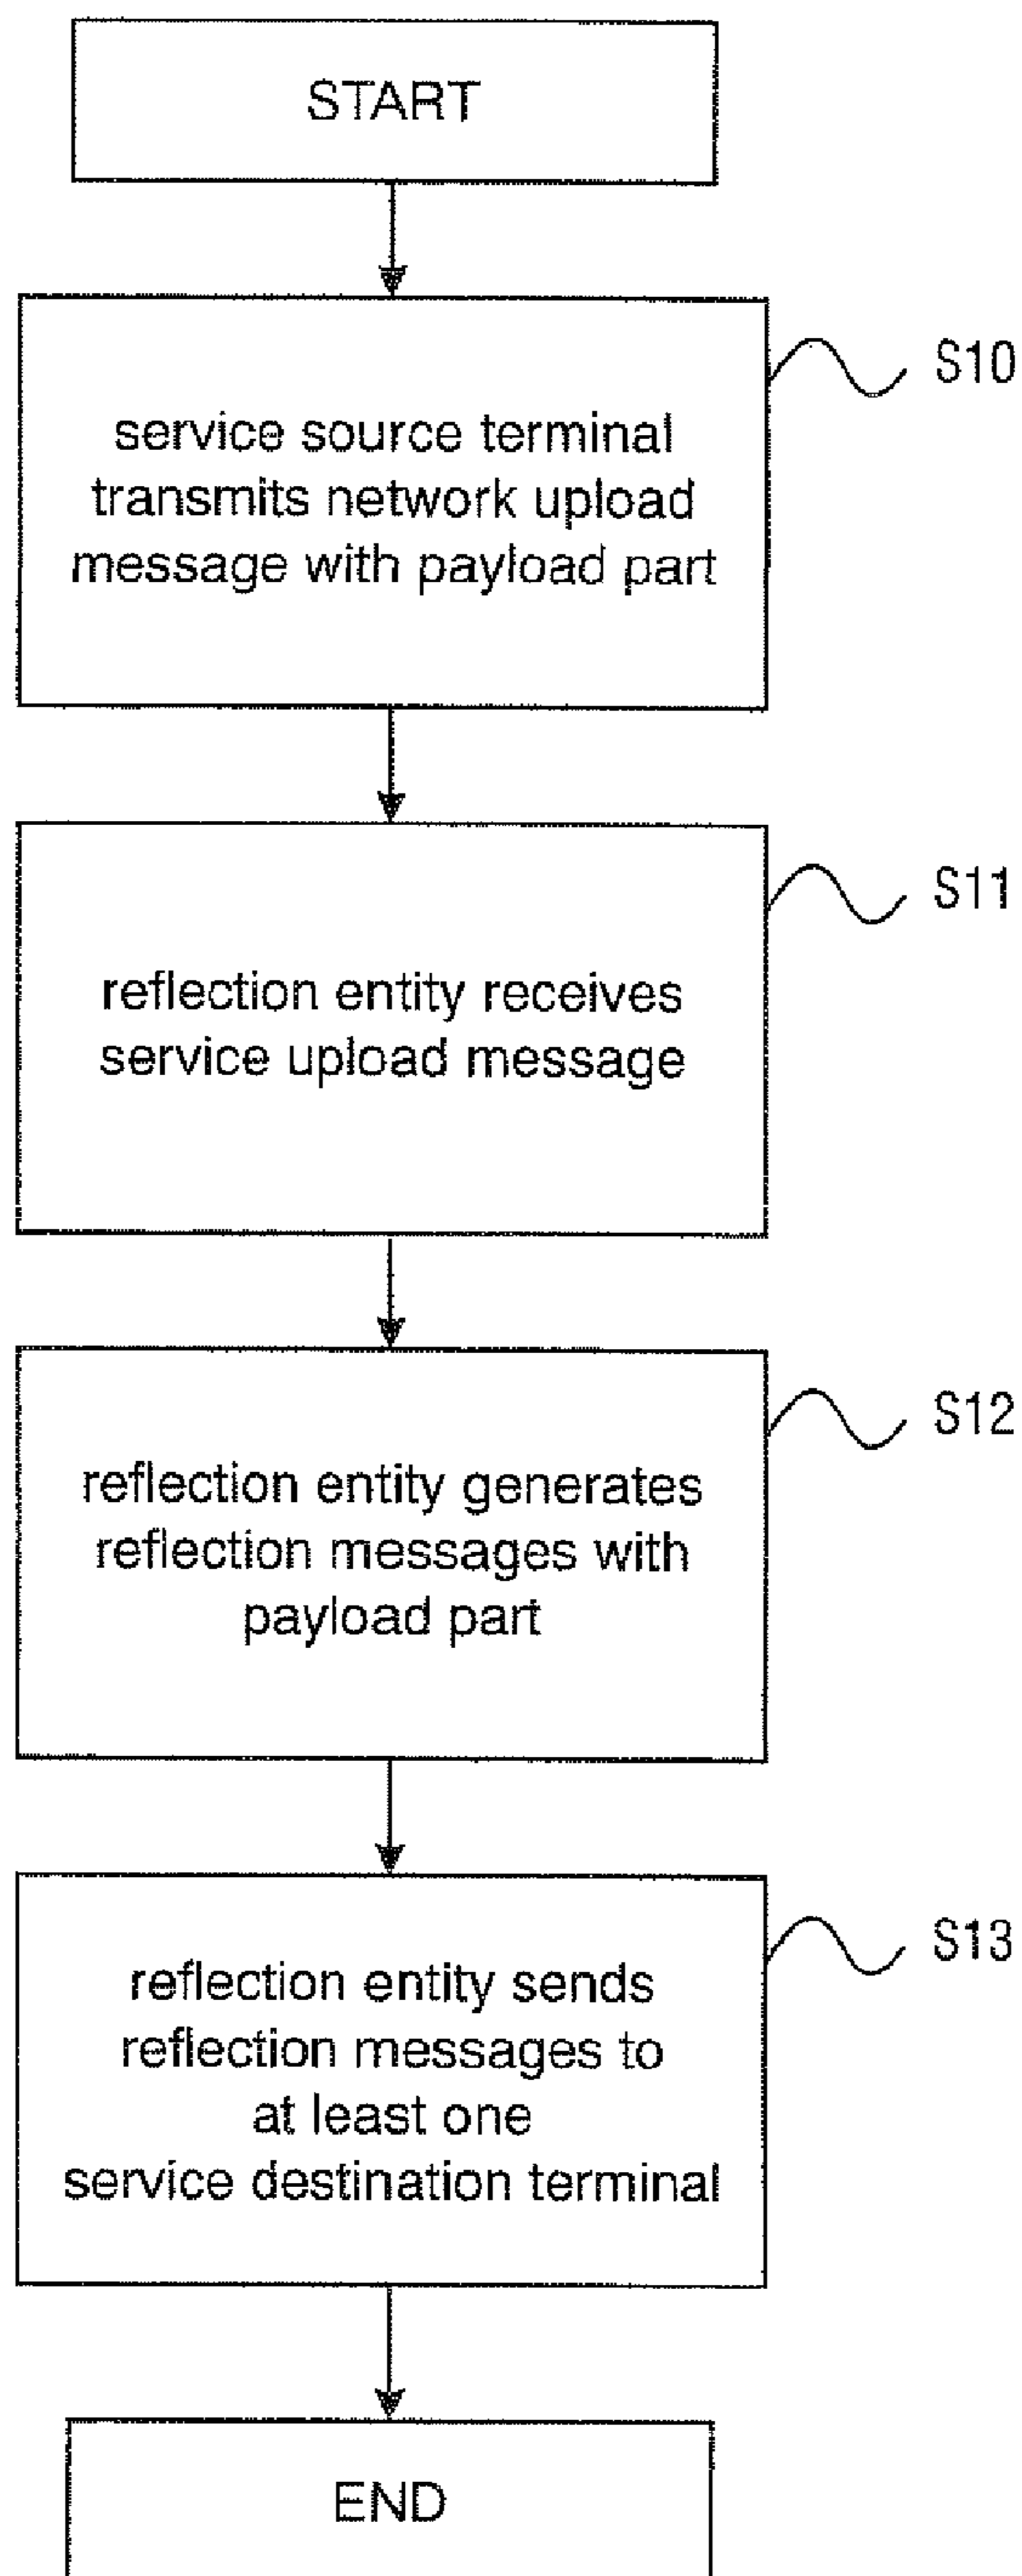 START
S10
service source terminal
transmits network upload
message with payload part
S11
reflection entity receives
service upload message
S12
reflection entity generates
reflection messages with
payload part
S13
reflection entity sends
reflection messages to
at least one
service destination terminal
END